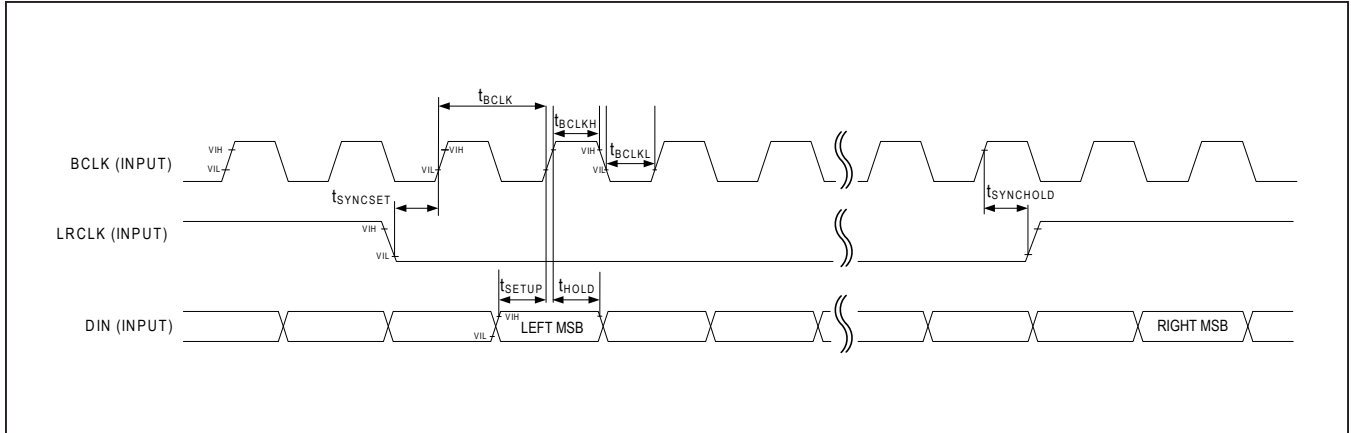 tBCLK
tBCLKH
tBCLKL
BCLK (INPUT)
VIH
VIL
VIH
VIL
VIH
VIL
tSYNCSET
tSYNCHOLD
LRCLK (INPUT)
VIH
VIL
tSETUP
tHOLD
DIN (INPUT)
VIH
VIL
LEFT MSB
RIGHT MSB